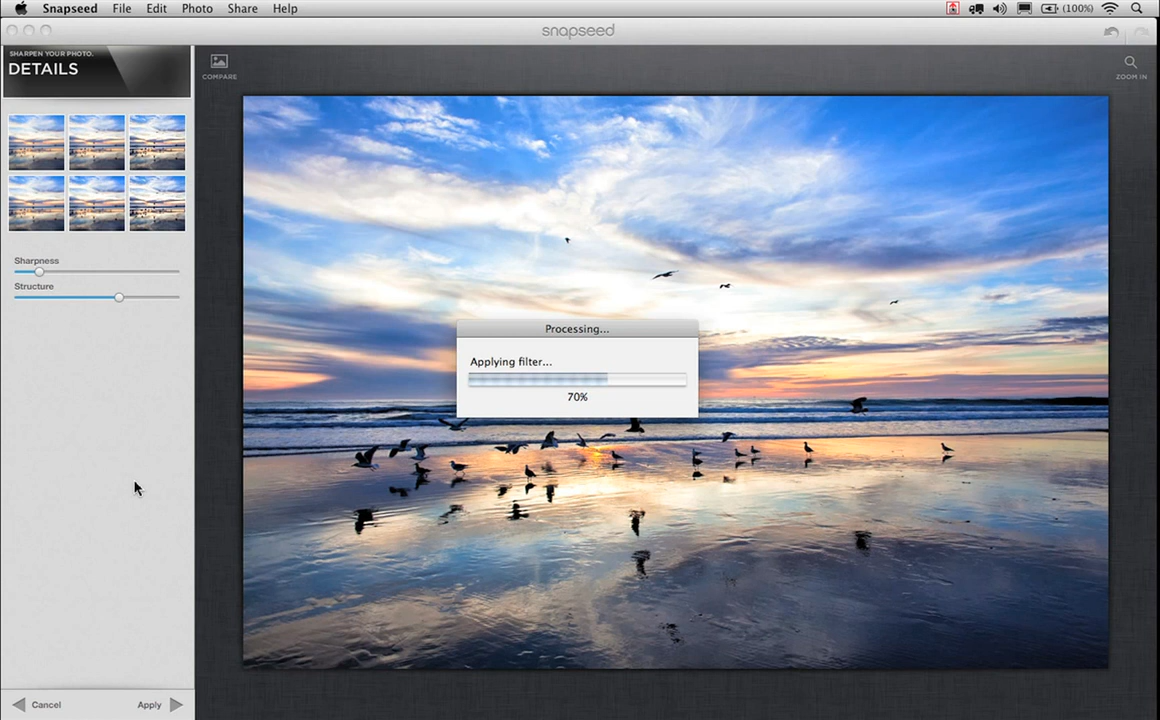 Snapseed File Edit Photo Share Help (100%)
snapseed
SHARPEN YOUR PHOTO.
DETAILS
COMPARE
ZOOM IN
Sharpness
Structure
Processing...
Applying filter...
70%
Cancel Apply